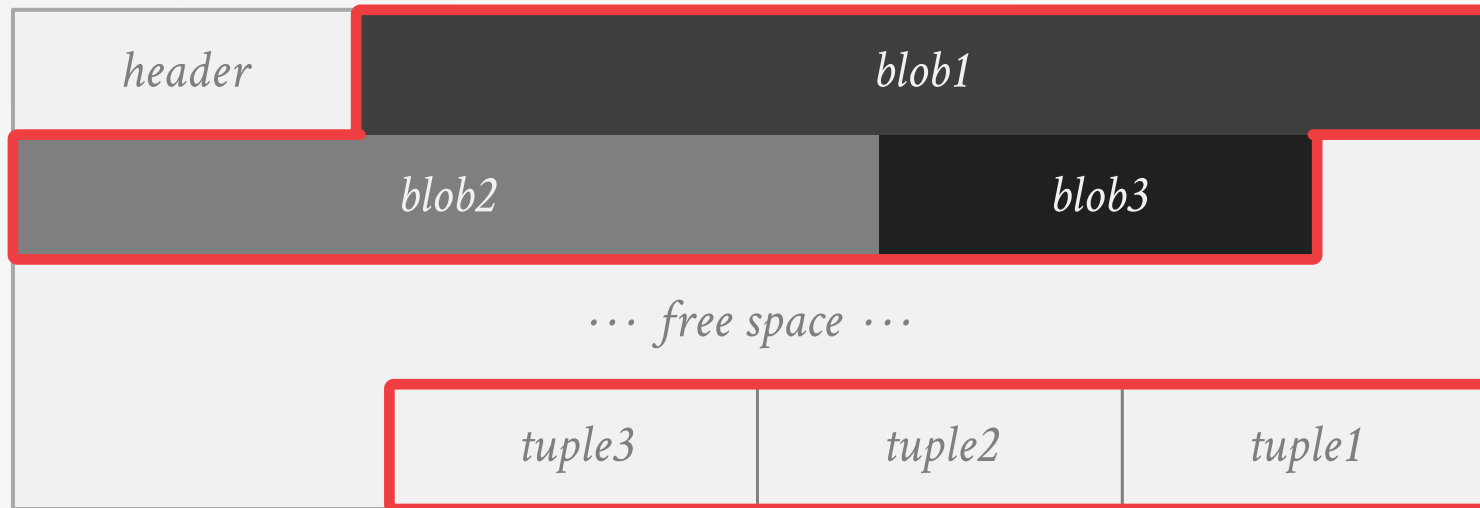 header blob1
blob2 blob3
··· free space ···
tuple3 tuple2 tuple1